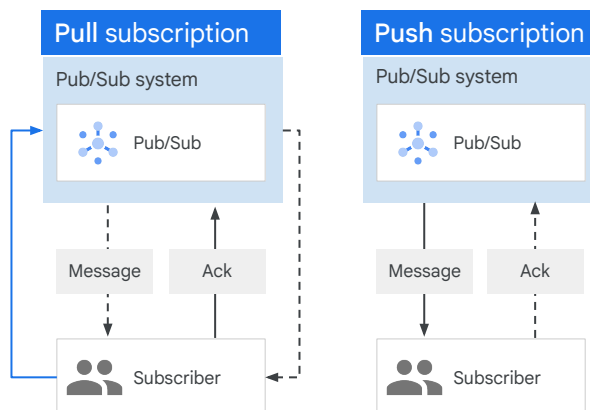 Pull subscription
Pub/Sub system
Pub/Sub
Message
Ack
Subscriber
Push subscription
Pub/Sub system
Pub/Sub
Message
Ack
Subscriber